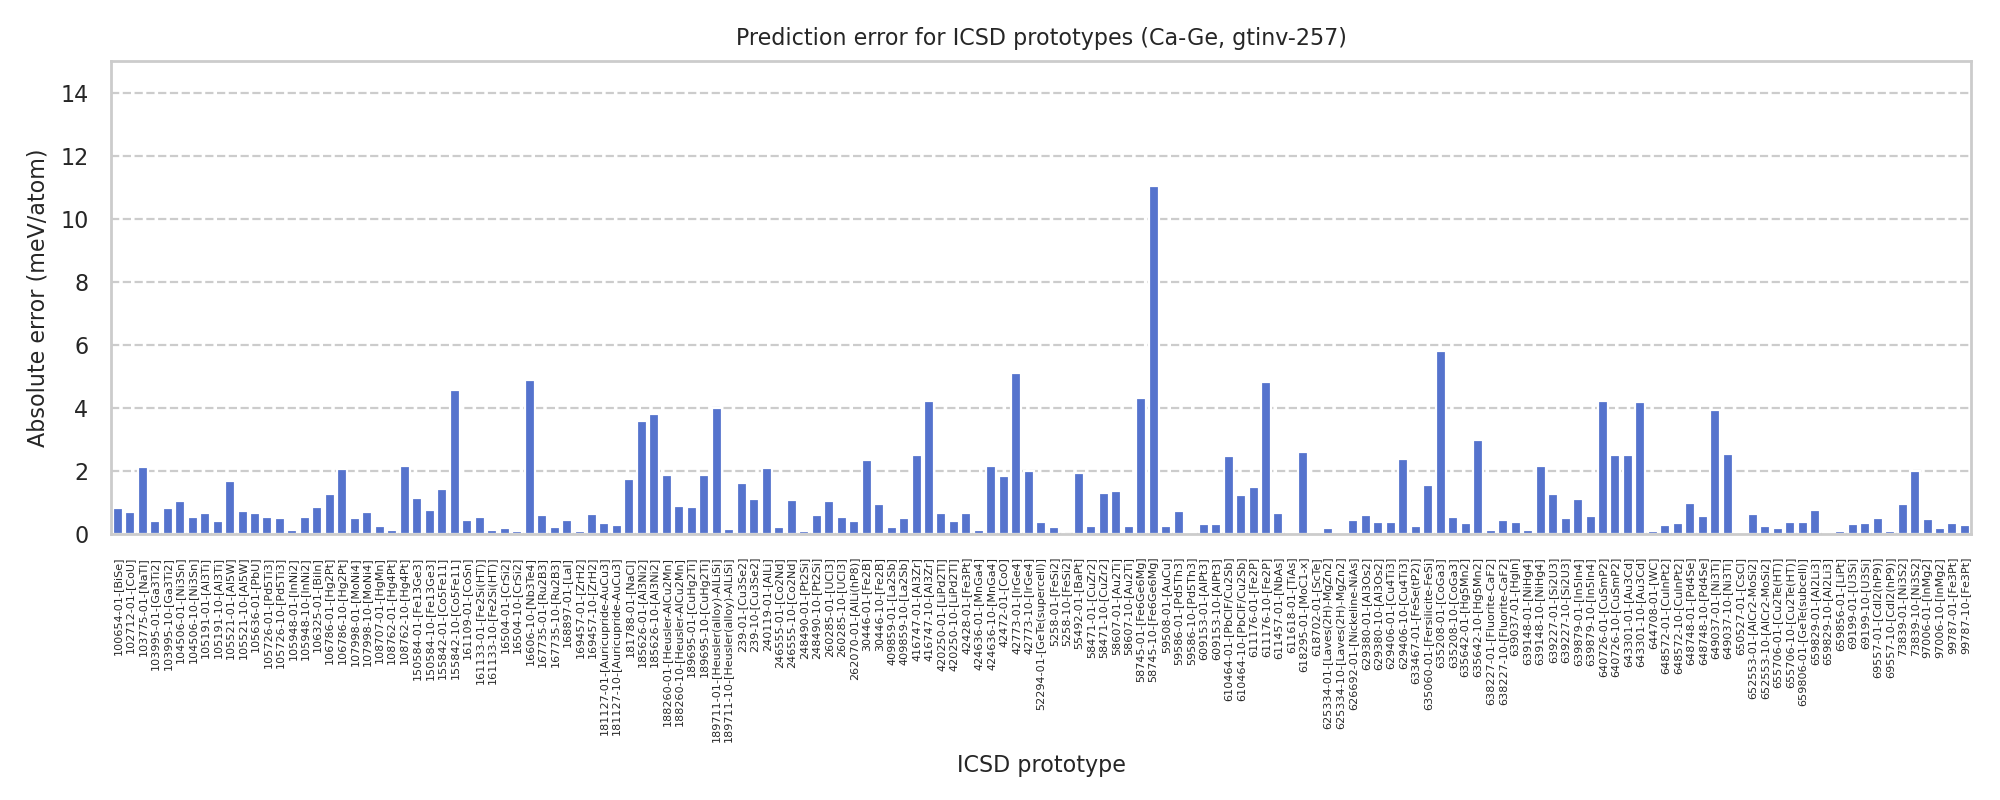 Prediction error for ICSD prototypes (Ca-Ge, gtinv-257)
Absolute error (meV/atom)
14
12
10
8
6
4
2
0
100654-01-[BiSe]
102712-01-[CoU]
103775-01-[NaTl]
103995-01-[Ga3Ti2]
103995-10-[Ga3Ti2]
104506-01-[Ni3Sn]
104506-10-[Ni3Sn]
105191-01-[Al3Ti]
105191-10-[Al3Ti]
105521-01-[Al5W]
105521-10-[Al5W]
105636-01-[PbU]
105726-01-[Pd5Ti3]
105726-10-[Pd5Ti3]
105948-01-[InNi2]
105948-10-[InNi2]
106325-01-[BiIn]
106786-01-[Hg2Pt]
106786-10-[Hg2Pt]
107998-01-[MoNi4]
107998-10-[MoNi4]
108707-01-[HgMn]
108762-01-[Hg4Pt]
108762-10-[Hg4Pt]
150584-01-[Fe13Ge3]
150584-10-[Fe13Ge3]
155842-01-[Co5Fe11]
155842-10-[Co5Fe11]
161109-01-[CoSn]
161133-01-[Fe2Si(HT)]
161133-10-[Fe2Si(HT)]
16504-01-[CrSi2]
16504-10-[CrSi2]
166006-10-[Nb3Te4]
167735-01-[Ru2B3]
167735-10-[Ru2B3]
168897-01-[LaI]
169457-01-[ZrH2]
169457-10-[ZrH2]
181127-01-[Auricupride-AuCu3]
181127-10-[Auricupride-AuCu3]
181788-01-[NaCl]
185626-01-[Al3Ni2]
185626-10-[Al3Ni2]
188260-01-[Heusler-AlCu2Mn]
188260-10-[Heusler-AlCu2Mn]
189695-01-[CuHg2Ti]
189695-10-[CuHg2Ti]
189711-01-[Heusler(alloy)-AlLiSi]
189711-10-[Heusler(alloy)-AlLiSi]
239-01-[Cu3Se2]
239-10-[Cu3Se2]
240119-01-[AlLi]
246555-01-[Co2Nd]
246555-10-[Co2Nd]
248490-01-[Pt2Si]
248490-10-[Pt2Si]
260285-01-[UCl3]
260285-10-[UCl3]
262070-01-[AlLi(hP8)]
30446-01-[Fe2B]
30446-10-[Fe2B]
409859-01-[La2Sb]
409859-10-[La2Sb]
416747-01-[Al3Zr]
416747-10-[Al3Zr]
420250-01-[LiPd2Tl]
420250-10-[LiPd2Tl]
42428-01-[Fe3Pt]
424636-01-[MnGa4]
424636-10-[MnGa4]
42472-01-[CoO]
42773-01-[IrGe4]
42773-10-[IrGe4]
52294-01-[GeTe(supercell)]
5258-01-[FeSi2]
5258-10-[FeSi2]
55492-01-[BaPt]
58471-01-[CuZr2]
58471-10-[CuZr2]
58607-01-[Au2Ti]
58607-10-[Au2Ti]
58745-01-[Fe6Ge6Mg]
58745-10-[Fe6Ge6Mg]
59508-01-[AuCu]
59586-01-[Pd5Th3]
59586-10-[Pd5Th3]
609153-01-[AlPt3]
609153-10-[AlPt3]
610464-01-[PbClF/Cu2Sb]
610464-10-[PbClF/Cu2Sb]
611176-01-[Fe2P]
611176-10-[Fe2P]
611457-01-[NbAs]
611618-01-[TiAs]
618295-01-[MoC1-x]
618702-01-[ScTe]
625334-01-[Laves(2H)-MgZn2]
625334-10-[Laves(2H)-MgZn2]
626692-01-[Nickeline-NiAs]
629380-01-[Al3Os2]
629380-10-[Al3Os2]
629406-01-[Cu4Ti3]
629406-10-[Cu4Ti3]
633467-01-[FeSe(tP2)]
635060-01-[Fersilicite-FeSi]
635208-01-[CoGa3]
635208-10-[CoGa3]
635642-01-[Hg5Mn2]
635642-10-[Hg5Mn2]
638227-01-[Fluorite-CaF2]
638227-10-[Fluorite-CaF2]
639037-01-[HgIn]
639148-01-[NiHg4]
639148-10-[NiHg4]
639227-01-[Si2U3]
639227-10-[Si2U3]
639879-01-[In5In4]
639879-10-[In5In4]
640726-01-[CuSmP2]
640726-10-[CuSmP2]
643301-01-[Au3Cd]
643301-10-[Au3Cd]
644708-01-[WC]
648572-01-[CuInPt2]
648572-10-[CuInPt2]
648748-01-[Pd4Se]
648748-10-[Pd4Se]
649037-01-[Ni3Ti]
649037-10-[Ni3Ti]
650527-01-[CsCl]
652553-01-[AlCr2-MoSi2]
652553-10-[AlCr2-MoSi2]
655706-01-[Cu2Te(HT)]
655706-10-[Cu2Te(HT)]
659806-01-[GeTe(subcell)]
659829-01-[Al2Li3]
659829-10-[Al2Li3]
659856-01-[LiPt]
69199-01-[U3Si]
69199-10-[U3Si]
69557-01-[CdI2(hP9)]
69557-10-[CdI2(hP9)]
73839-01-[Ni3S2]
73839-10-[Ni3S2]
97006-01-[InMg2]
97006-10-[InMg2]
99787-01-[Fe3Pt]
99787-10-[Fe3Pt]
ICSD prototype